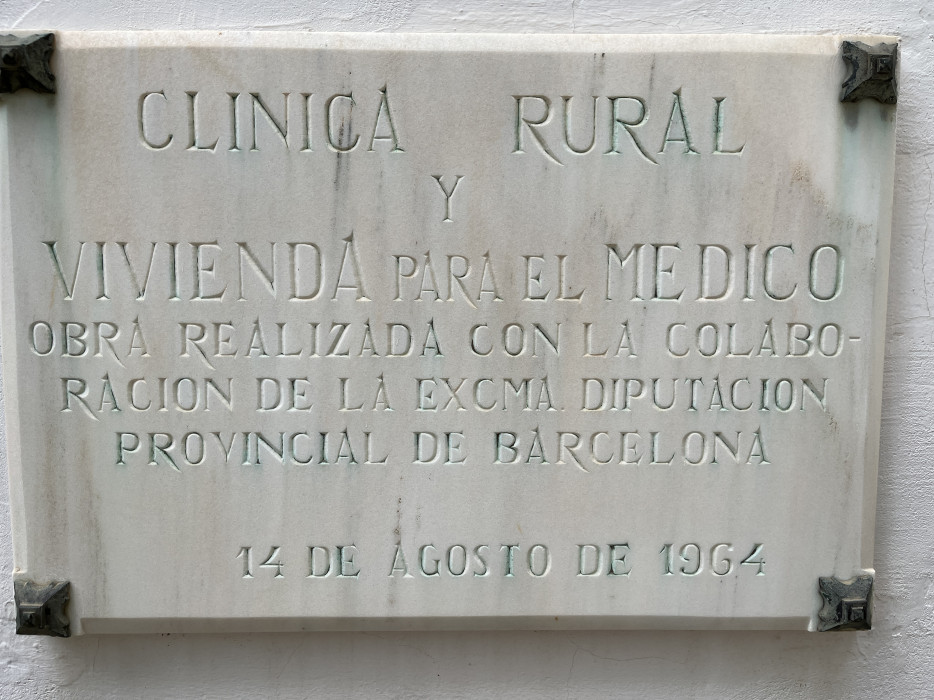 CLINICA RURAL
Y
VIVIENDA PARA EL MEDICO
OBRA REALIZADA CON LA COLABO-
RACION DE LA EXCMA. DIPUTACION
PROVINCIAL DE BARCELONA
14 DE AGOSTO DE 1964